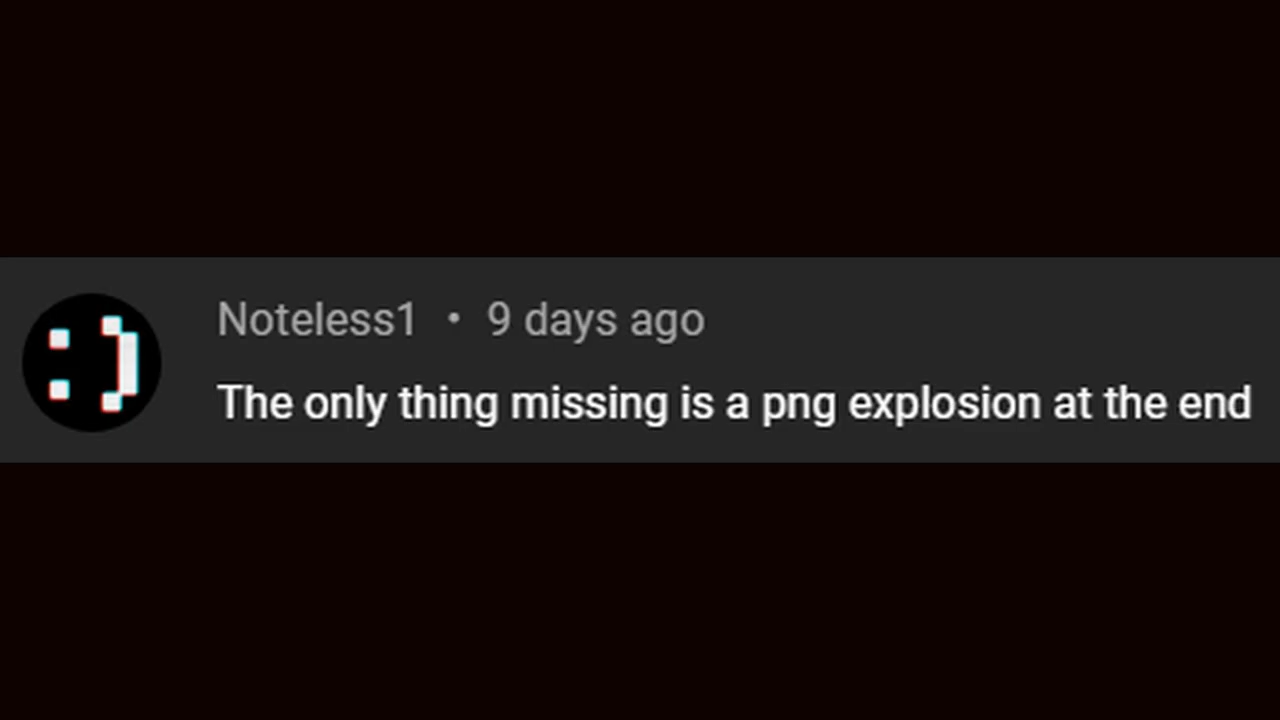 Noteless1 • 9 days ago
The only thing missing is a png explosion at the end